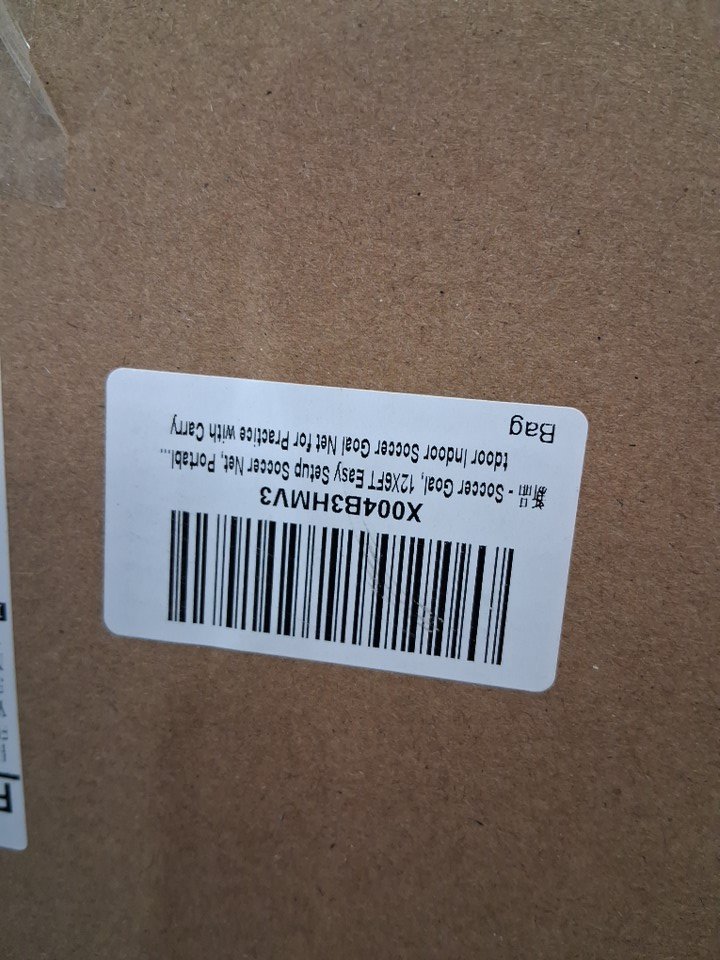 X004B3HMV3
新品 - Soccer Goal, 12X6FT Easy Setup Soccer Net, Portabl...
tdoor Indoor Soccer Goal Net for Practice with Carry
Bag